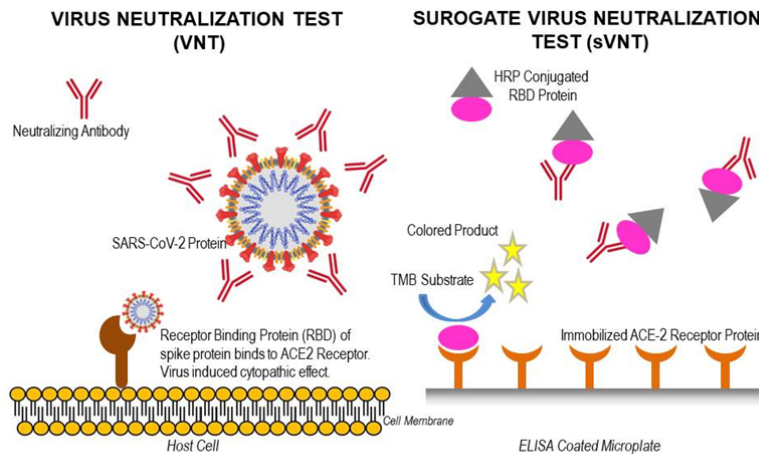 VIRUS NEUTRALIZATION TEST
(VNT)
Neutralizing Antibody
SARS-CoV-2 Protein
Receptor Binding Protein (RBD) of
spike protein binds to ACE2 Receptor.
Virus induced cytopathic effect.
Cell Membrane
Host Cell
SUROGATE VIRUS NEUTRALIZATION
TEST (sVNT)
HRP Conjugated
RBD Protein
Colored Product
TMB Substrate
Immobilized ACE-2 Receptor Protein
ELISA Coated Microplate